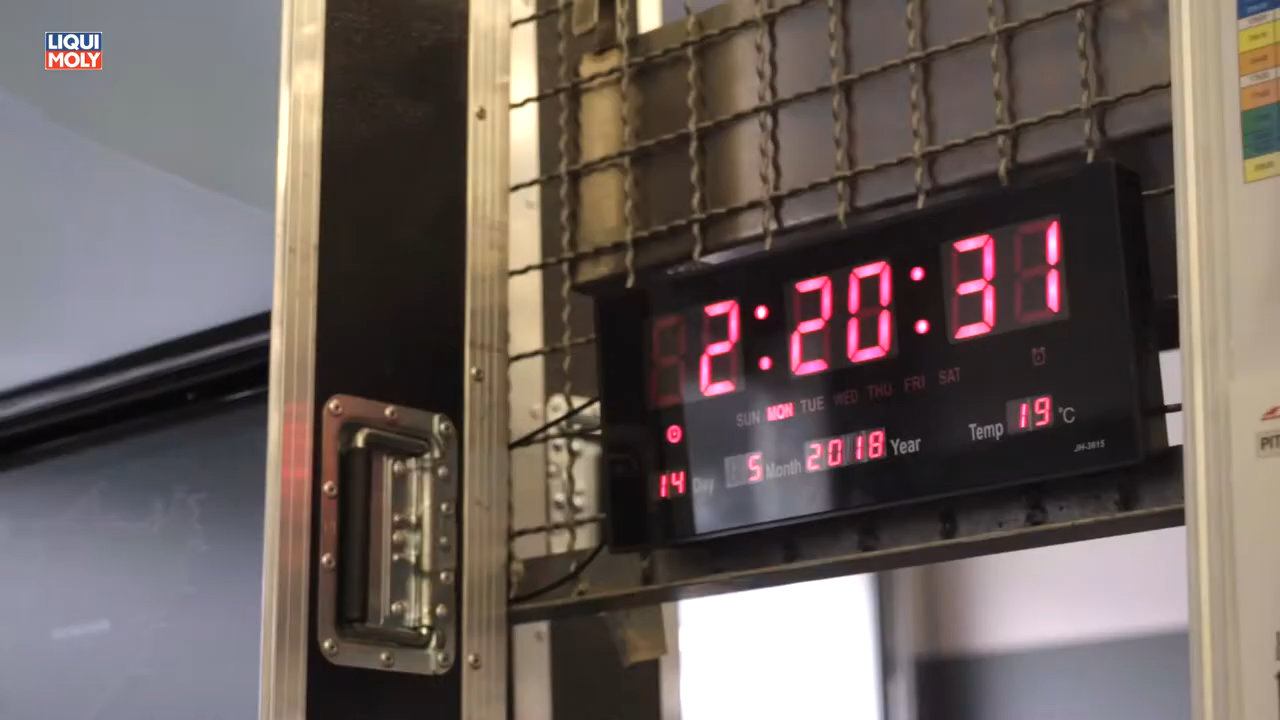 LIQUI
MOLY
2:20:31
SUN MON TUE WED THU FRI SAT
14 Day 5 Month 2018 Year
Temp 19 °C
JH-3615
PIT